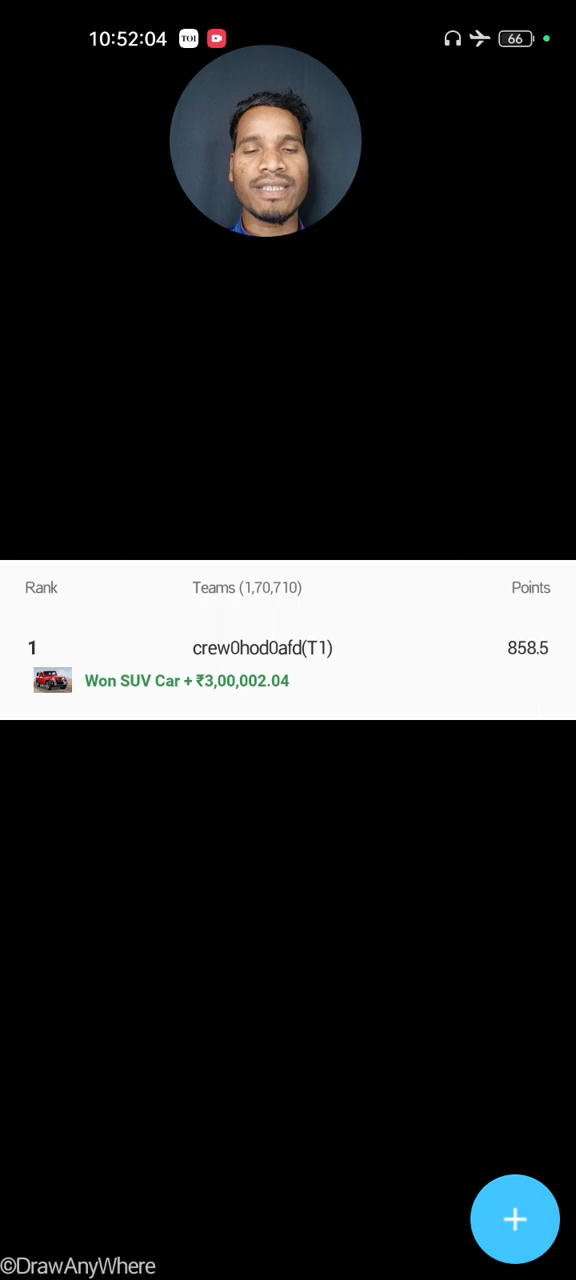 10:52:04 TOI 66
Rank Teams (1,70,710) Points
1 crew0hod0afd(T1) 858.5
Won SUV Car + ₹3,00,002.04
+
©DrawAnyWhere